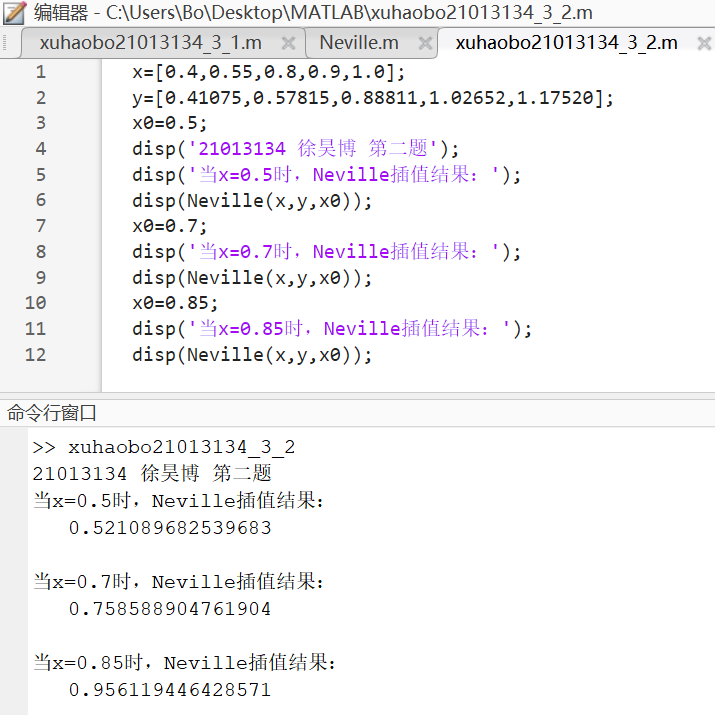 编辑器 - C:\Users\Bo\Desktop\MATLAB\xuhaobo21013134_3_2.m
xuhaobo21013134_3_1.m Neville.m xuhaobo21013134_3_2.m
1 x=[0.4,0.55,0.8,0.9,1.0];
2 y=[0.41075,0.57815,0.88811,1.02652,1.17520];
3 x0=0.5;
4 disp('21013134 徐昊博 第二题');
5 disp('当x=0.5时，Neville插值结果：');
6 disp(Neville(x,y,x0));
7 x0=0.7;
8 disp('当x=0.7时，Neville插值结果：');
9 disp(Neville(x,y,x0));
10 x0=0.85;
11 disp('当x=0.85时，Neville插值结果：');
12 disp(Neville(x,y,x0));
命令行窗口
>> xuhaobo21013134_3_2
21013134 徐昊博 第二题
当x=0.5时，Neville插值结果：
0.521089682539683
当x=0.7时，Neville插值结果：
0.758588904761904
当x=0.85时，Neville插值结果：
0.956119446428571